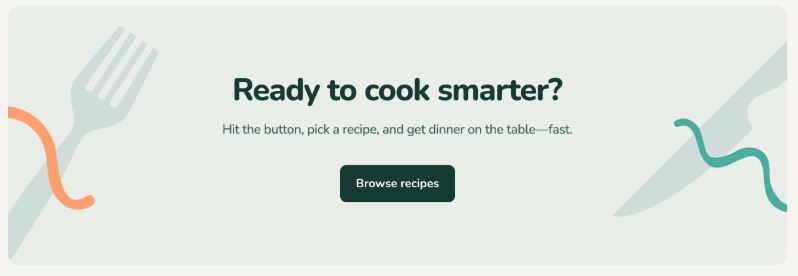 Ready to cook smarter?
Hit the button, pick a recipe, and get dinner on the table—fast.
Browse recipes